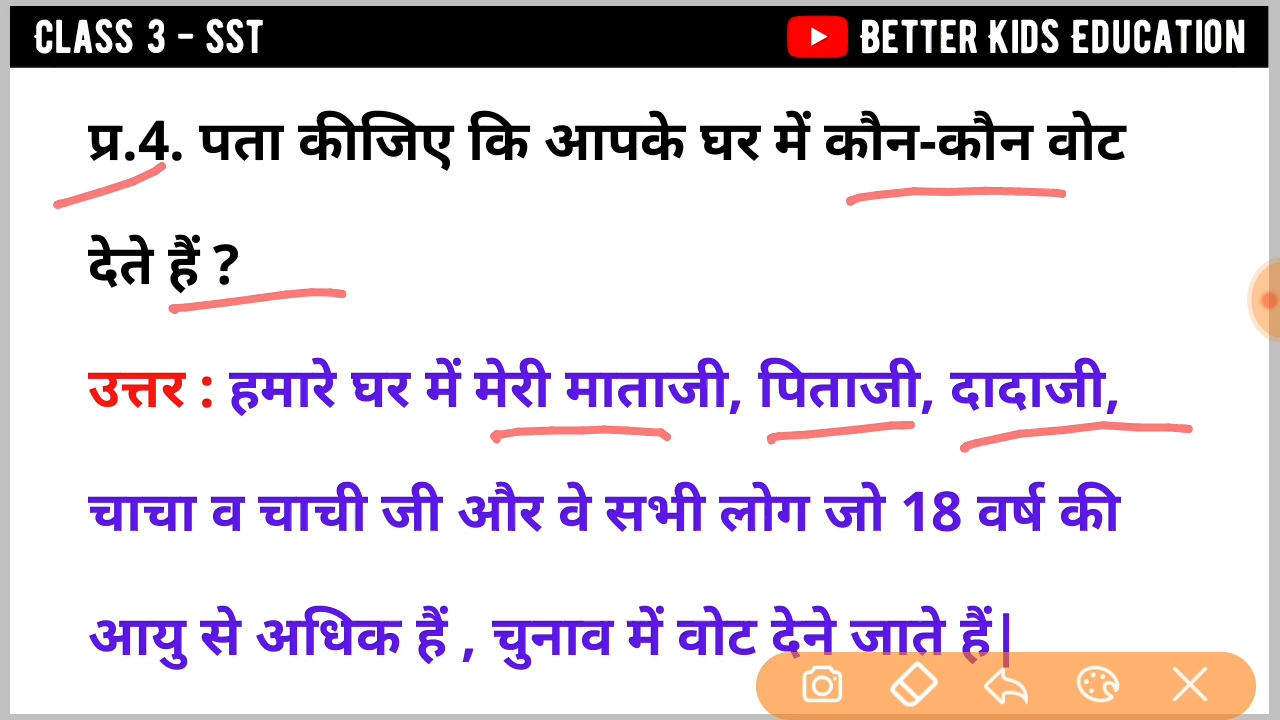 CLASS 3 - SST
BETTER KIDS EDUCATION
प्र.4. पता कीजिए कि आपके घर में कौन-कौन वोट
देते हैं ?
उत्तर : हमारे घर में मेरी माताजी, पिताजी, दादाजी,
चाचा व चाची जी और वे सभी लोग जो 18 वर्ष की
आयु से अधिक हैं , चुनाव में वोट देने जाते हैं|